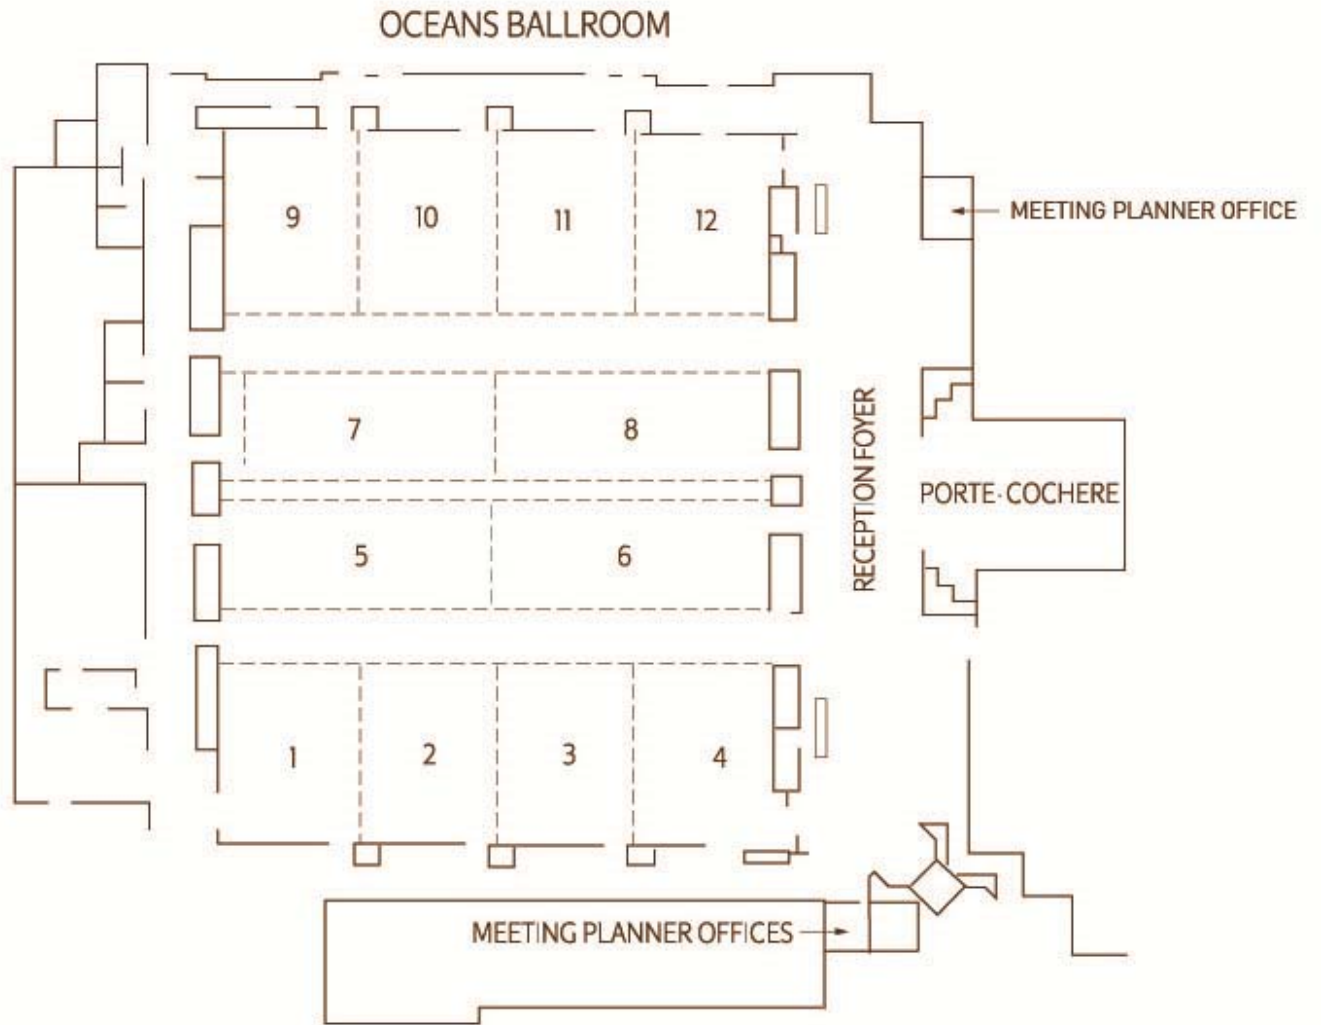 OCEANS BALLROOM
9 10 11 12
MEETING PLANNER OFFICE
7 8
RECEPTION FOYER
PORTE·COCHERE
5 6
1 2 3 4
MEETING PLANNER OFFICES